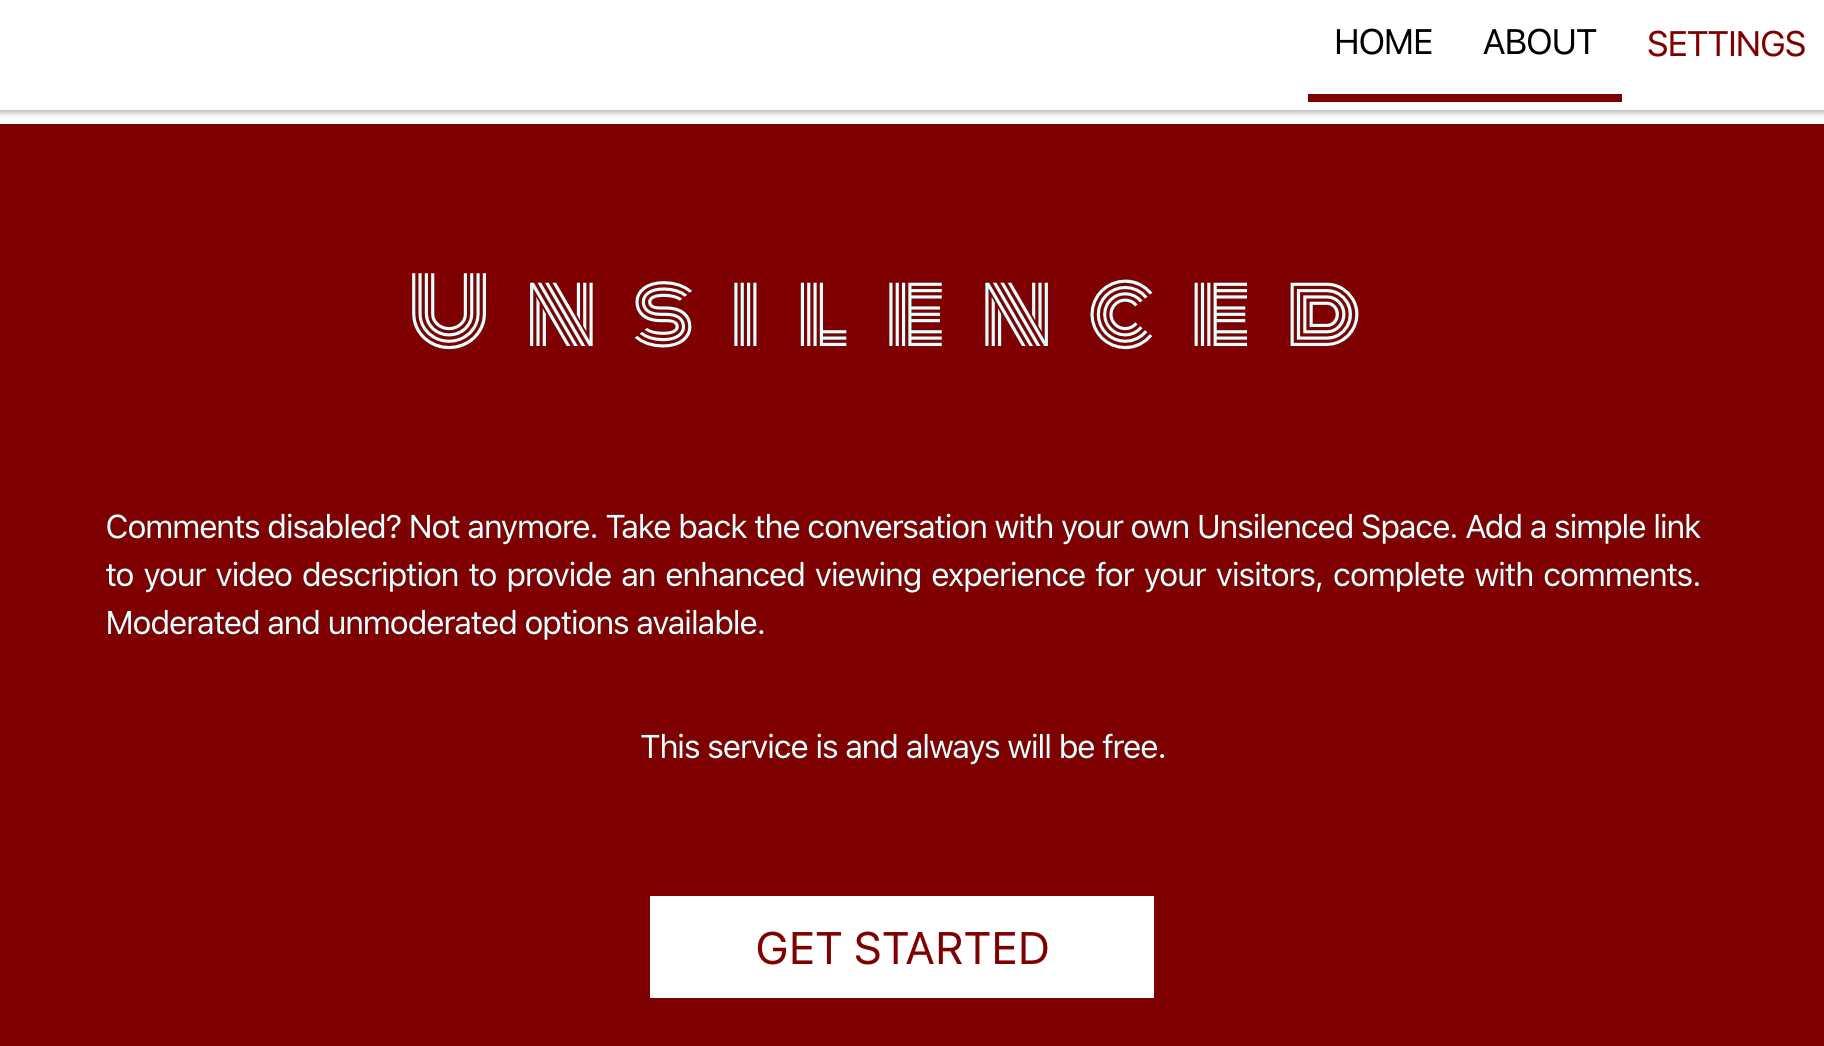 HOME ABOUT SETTINGS
UNSILENCED
Comments disabled? Not anymore. Take back the conversation with your own Unsilenced Space. Add a simple link
to your video description to provide an enhanced viewing experience for your visitors, complete with comments.
Moderated and unmoderated options available.
This service is and always will be free.
GET STARTED